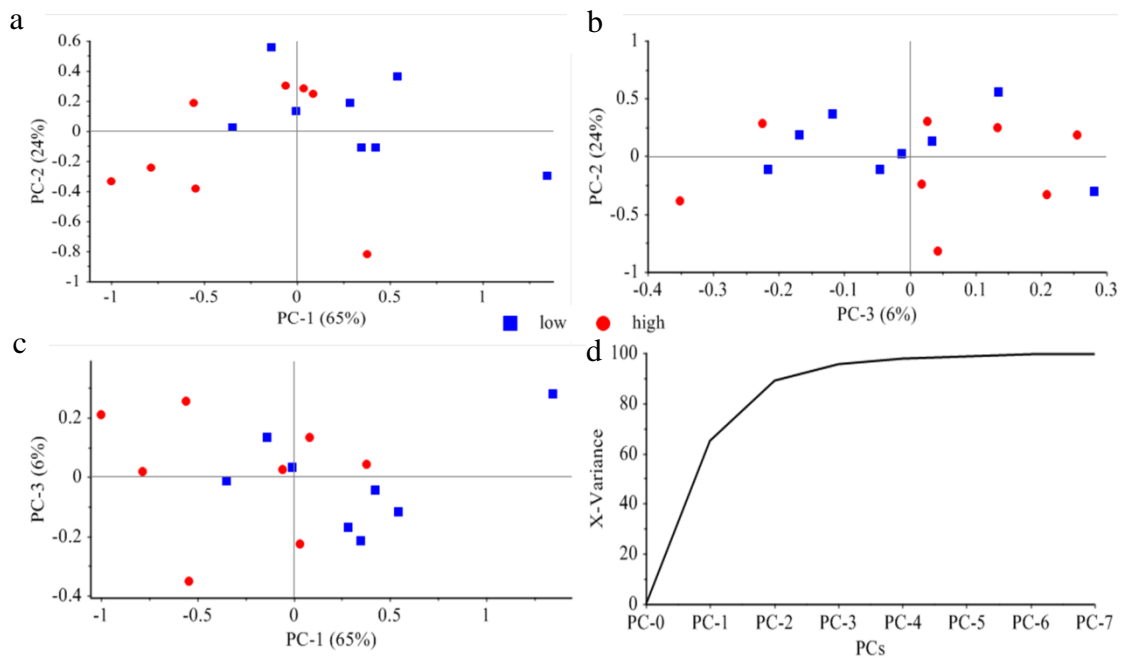 a
0.6
0.4
0.2
0
-0.2
-0.4
-0.6
-0.8
-1
PC-2 (24%)
-1
-0.5
0
0.5
1
PC-1 (65%)
b
1
0.5
0
-0.5
-1
PC-2 (24%)
-0.4
-0.3
-0.2
-0.1
0
0.1
0.2
0.3
PC-3 (6%)
low
high
c
0.2
0
-0.2
-0.4
PC-3 (6%)
-1
-0.5
0
0.5
1
PC-1 (65%)
d
100
80
60
40
20
0
X-Variance
PC-0
PC-1
PC-2
PC-3
PC-4
PC-5
PC-6
PC-7
PCs